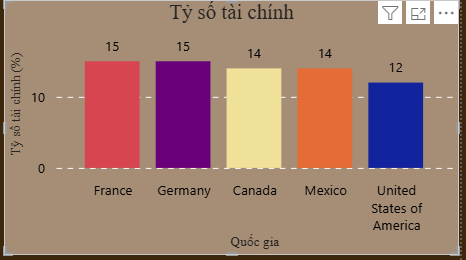 Tỷ số tài chính
Tỷ số tài chính (%)
15
15
14
14
12
10
0
France
Germany
Canada
Mexico
United
States of
America
Quốc gia